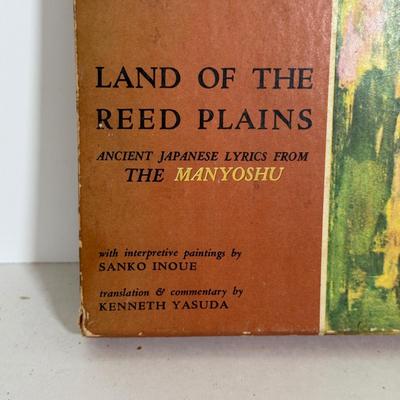 LAND OF THE
REED PLAINS
ANCIENT JAPANESE LYRICS FROM
THE MANYOSHU
with interpretive paintings by
SANKO INOUE
translation & commentary by
KENNETH YASUDA